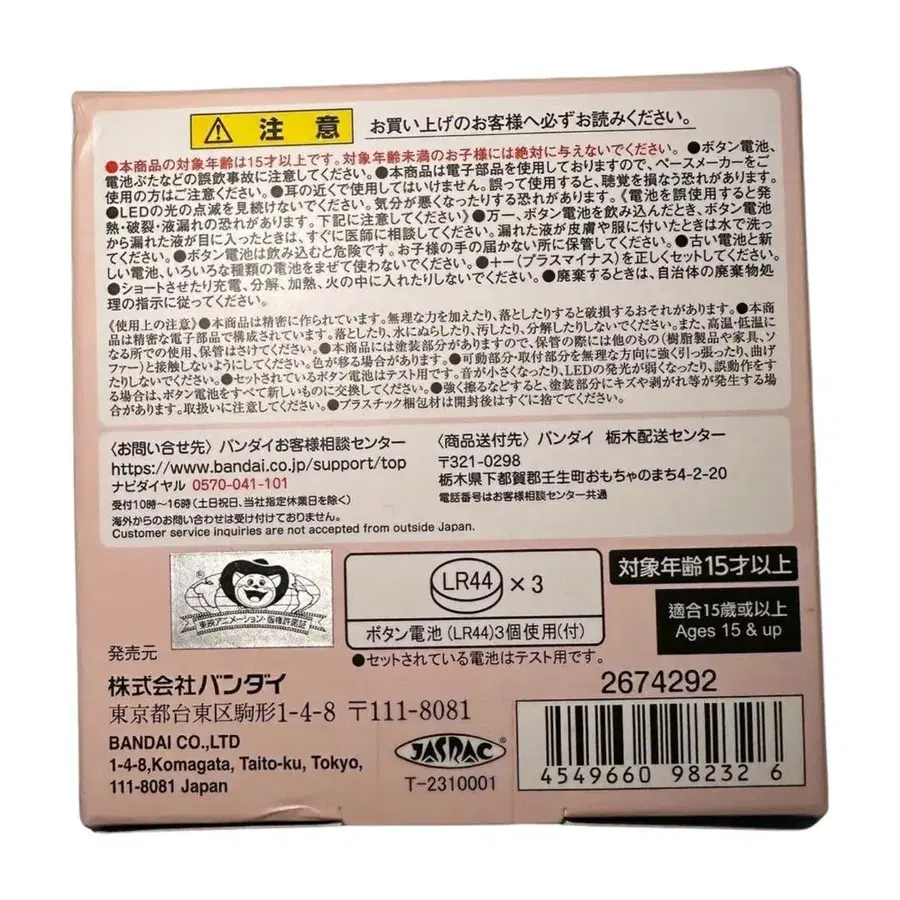 注意 お買い上げのお客様へ必ずお読みください。
●本商品の対象年齢は15才以上です。対象年齢未満のお子様には絶対に与えないでください。●ボタン電池、
電池ぶたなどの誤飲事故に注意してください。●本商品は電子部品を使用しておりますので、ペースメーカーをご
使用の方はご注意ください。●耳の近くで使用してはいけません。誤って使用すると、聴覚を損なう恐れがあります。
●LEDの光の点滅を見続けないでください。気分が悪くなったりする恐れがあります。《電池を誤使用すると発
熱・破裂・液漏れの恐れがあります。下記に注意してください》●万一、ボタン電池を飲み込んだとき、ボタン電池
から漏れた液が目に入ったときは、すぐに医師に相談してください。漏れた液が皮膚や服に付いたときは水で洗っ
てください。●ボタン電池は飲み込むと危険です。お子様の手の届かない所に保管してください。●古い電池と新
しい電池、いろいろな種類の電池をまぜて使わないでください。●+−(プラスマイナス)を正しくセットしてください。
●ショートさせたり充電、分解、加熱、火の中に入れたりしないでください。●廃棄するときは、自治体の廃棄物処
理の指示に従ってください。
《使用上の注意》●本商品は精密に作られています。無理な力を加えたり、落としたりすると破損するおそれがあります。●本商
品は精密な電子部品で構成されています。落としたり、水にぬらしたり、汚したり、分解したりしないでください。また、高温・低温に
なる所での使用、保管はさけてください。●本商品には塗装部分がありますので、保管の際には他のもの(樹脂製品や家具、ソ
ファー)と接触しないようにしてください。色が移る場合があります。●可動部分・取付部分を無理な方向に強く引っ張ったり、曲げ
たりしないでください。●セットされているボタン電池はテスト用です。音が小さくなったり、LEDの発光が弱くなったり、誤動作をす
る場合は、ボタン電池をすべて新しいものに交換してください。●強く擦るなどすると、塗装部分にキズや剥がれ等が発生する場
合があります。取扱いに注意してください。●プラスチック梱包材は開封後はすぐに捨ててください。
〈お問い合せ先〉バンダイお客様相談センター
https://www.bandai.co.jp/support/top
ナビダイヤル 0570-041-101
受付10時〜16時(土日祝日、当社指定休業日を除く)
海外からのお問い合わせは受け付けておりません。
Customer service inquiries are not accepted from outside Japan.
〈商品送付先〉バンダイ 栃木配送センター
〒321-0298
栃木県下都賀郡壬生町おもちゃのまち4-2-20
電話番号はお客様相談センター共通
東映アニメーション・版権許諾証
LR44 ×3
ボタン電池(LR44)3個使用(付)
●セットされている電池はテスト用です。
対象年齢15才以上
適合15歳或以上
Ages 15 & up
発売元
株式会社バンダイ
東京都台東区駒形1-4-8 〒111-8081
BANDAI CO.,LTD
1-4-8,Komagata, Taito-ku, Tokyo,
111-8081 Japan
JASRAC
T-2310001
2674292
4549660 98232 6